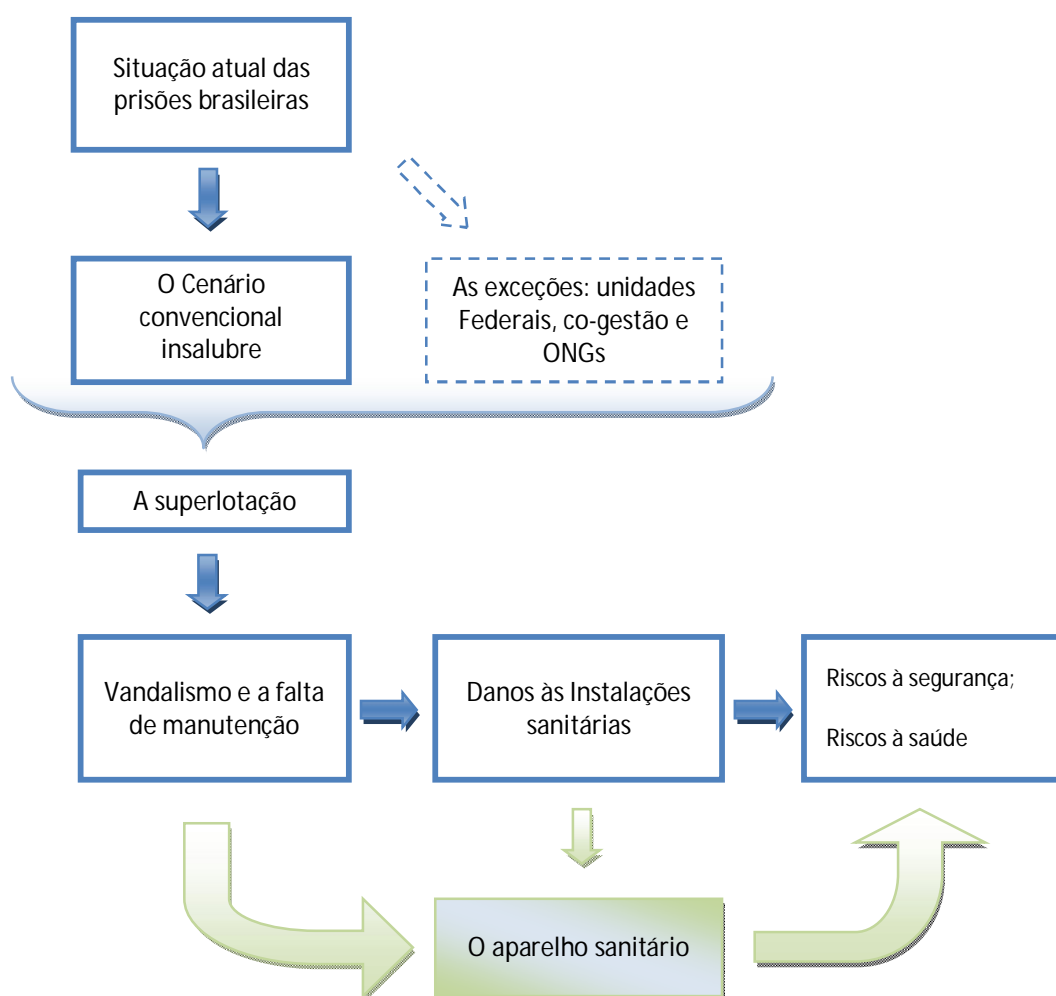 Situação atual das
prisões brasileiras
O Cenário
convencional
insalubre
As exceções: unidades
Federais, co-gestão e
ONGs
A superlotação
Vandalismo e a falta
de manutenção
Danos às Instalações
sanitárias
Riscos à segurança;
Riscos à saúde
O aparelho sanitário